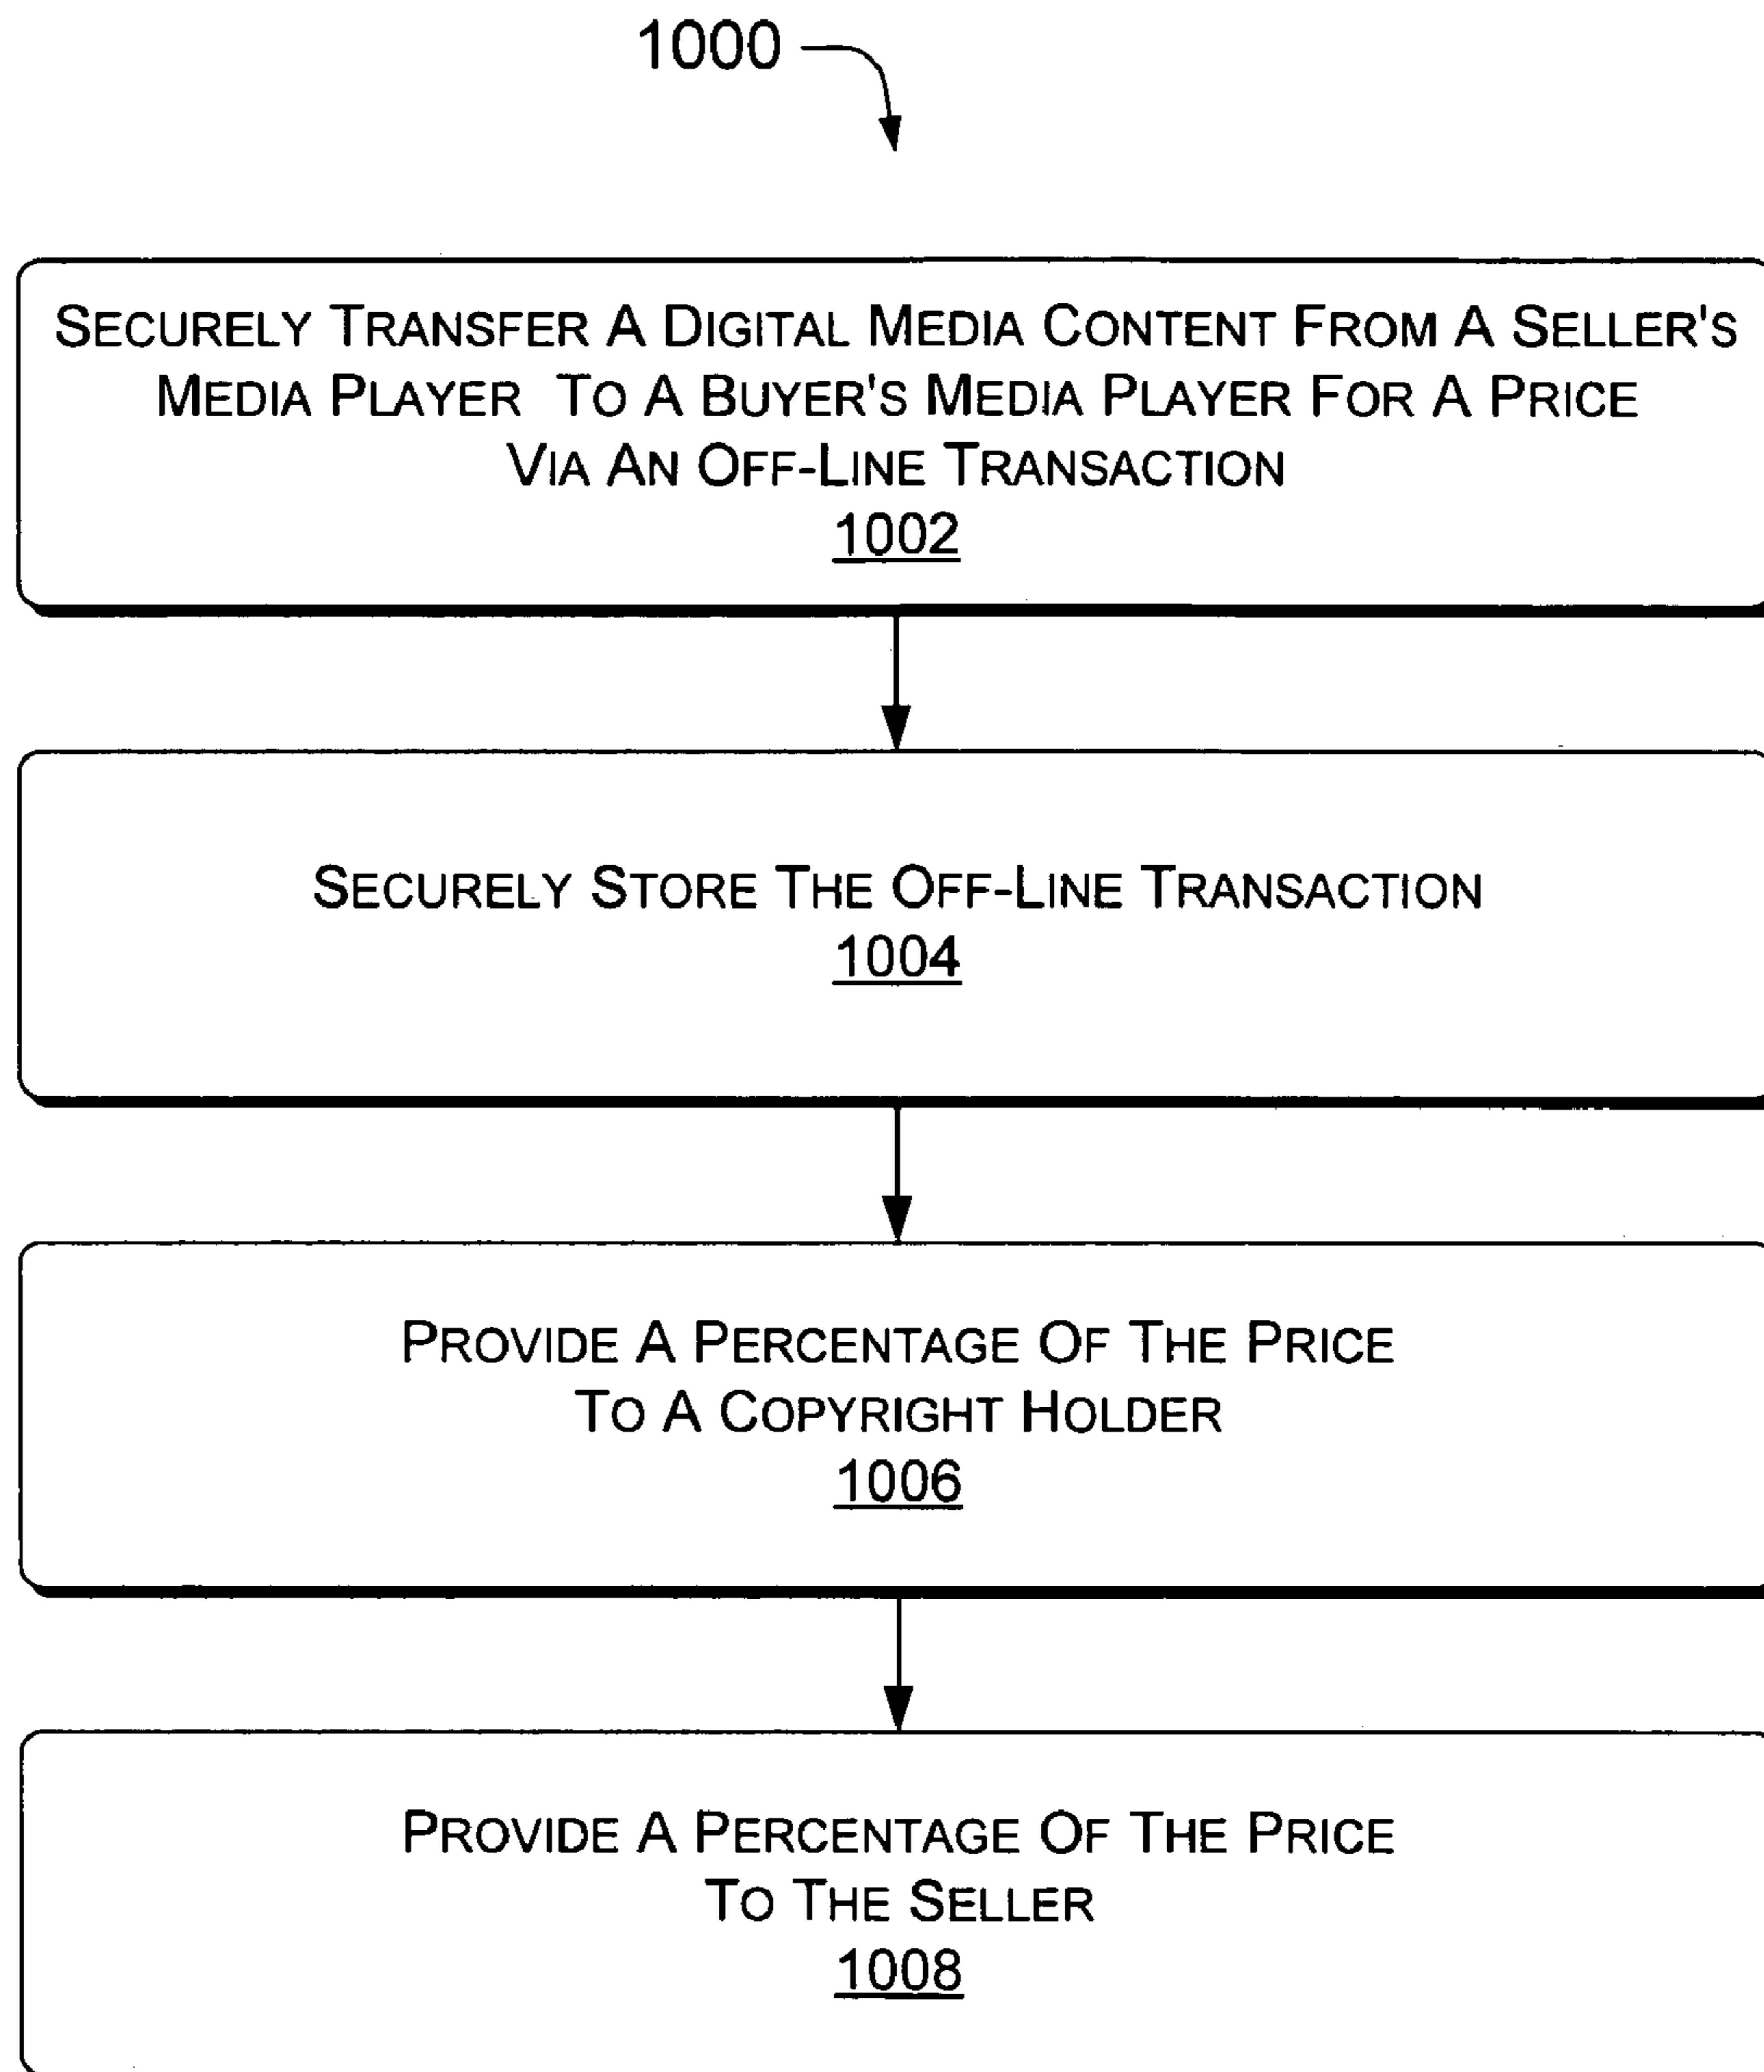 1000
SECURELY TRANSFER A DIGITAL MEDIA CONTENT FROM A SELLER'S
MEDIA PLAYER TO A BUYER'S MEDIA PLAYER FOR A PRICE
VIA AN OFF-LINE TRANSACTION
1002
SECURELY STORE THE OFF-LINE TRANSACTION
1004
PROVIDE A PERCENTAGE OF THE PRICE
TO A COPYRIGHT HOLDER
1006
PROVIDE A PERCENTAGE OF THE PRICE
TO THE SELLER
1008